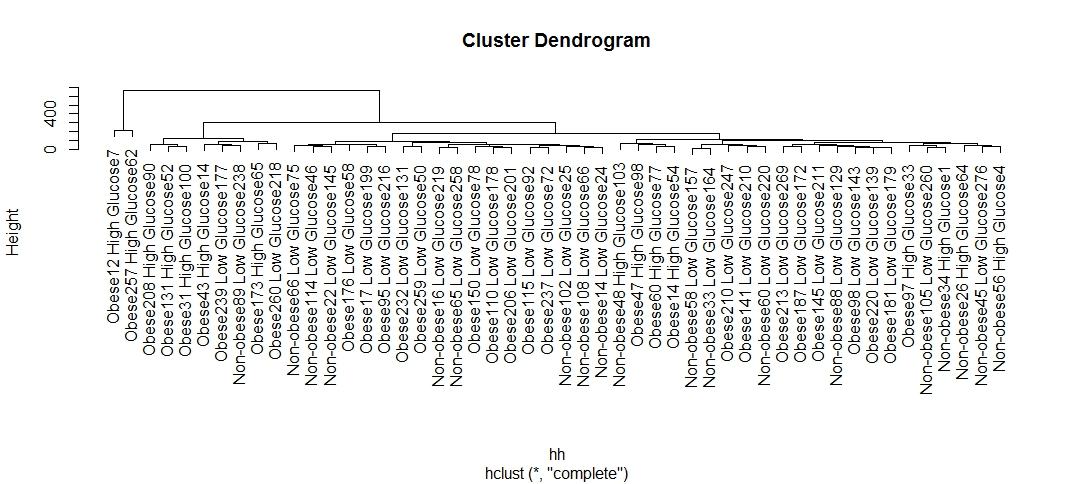 Cluster Dendrogram
Height
0
400
Obese12 High Glucose7
Obese257 High Glucose62
Obese208 High Glucose90
Obese131 High Glucose52
Obese31 High Glucose100
Obese43 High Glucose14
Obese239 Low Glucose177
Non-obese89 Low Glucose238
Obese173 High Glucose65
Obese260 Low Glucose218
Non-obese66 Low Glucose75
Non-obese114 Low Glucose46
Non-obese22 Low Glucose145
Obese176 Low Glucose58
Obese17 Low Glucose199
Obese95 Low Glucose216
Obese232 Low Glucose131
Obese259 Low Glucose50
Non-obese16 Low Glucose219
Non-obese65 Low Glucose258
Obese150 Low Glucose78
Obese110 Low Glucose178
Obese206 Low Glucose201
Obese115 Low Glucose92
Obese237 Low Glucose72
Non-obese102 Low Glucose25
Non-obese108 Low Glucose66
Non-obese14 Low Glucose24
Non-obese48 High Glucose103
Obese47 High Glucose98
Obese60 High Glucose77
Obese14 High Glucose54
Non-obese58 Low Glucose157
Non-obese33 Low Glucose164
Obese210 Low Glucose247
Obese141 Low Glucose210
Non-obese60 Low Glucose220
Obese213 Low Glucose269
Obese187 Low Glucose172
Obese145 Low Glucose211
Non-obese88 Low Glucose129
Obese98 Low Glucose143
Obese220 Low Glucose139
Obese181 Low Glucose179
Obese97 High Glucose33
Non-obese105 Low Glucose260
Non-obese34 High Glucose1
Non-obese26 High Glucose64
Non-obese45 Low Glucose276
Non-obese56 High Glucose4
hh
hclust (*, "complete")